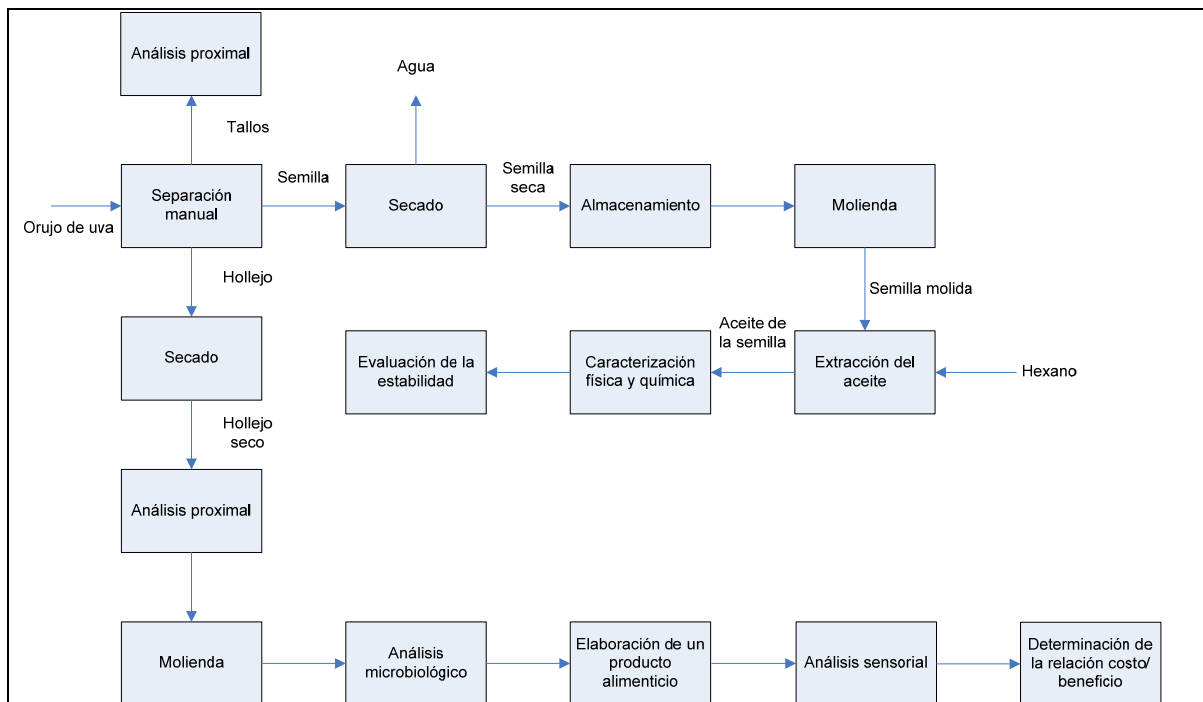 Análisis proximal
Agua
Tallos
Semilla
Semilla
seca
Separación
manual
Secado
Almacenamiento
Molienda
Orujo de uva
Hollejo
Semilla molida
Aceite de
la semilla
Secado
Evaluación de la
estabilidad
Caracterización
física y química
Extracción del
aceite
Hexano
Hollejo
seco
Análisis proximal
Molienda
Análisis
microbiológico
Elaboración de un
producto
alimenticio
Análisis sensorial
Determinación de
la relación costo/
beneficio